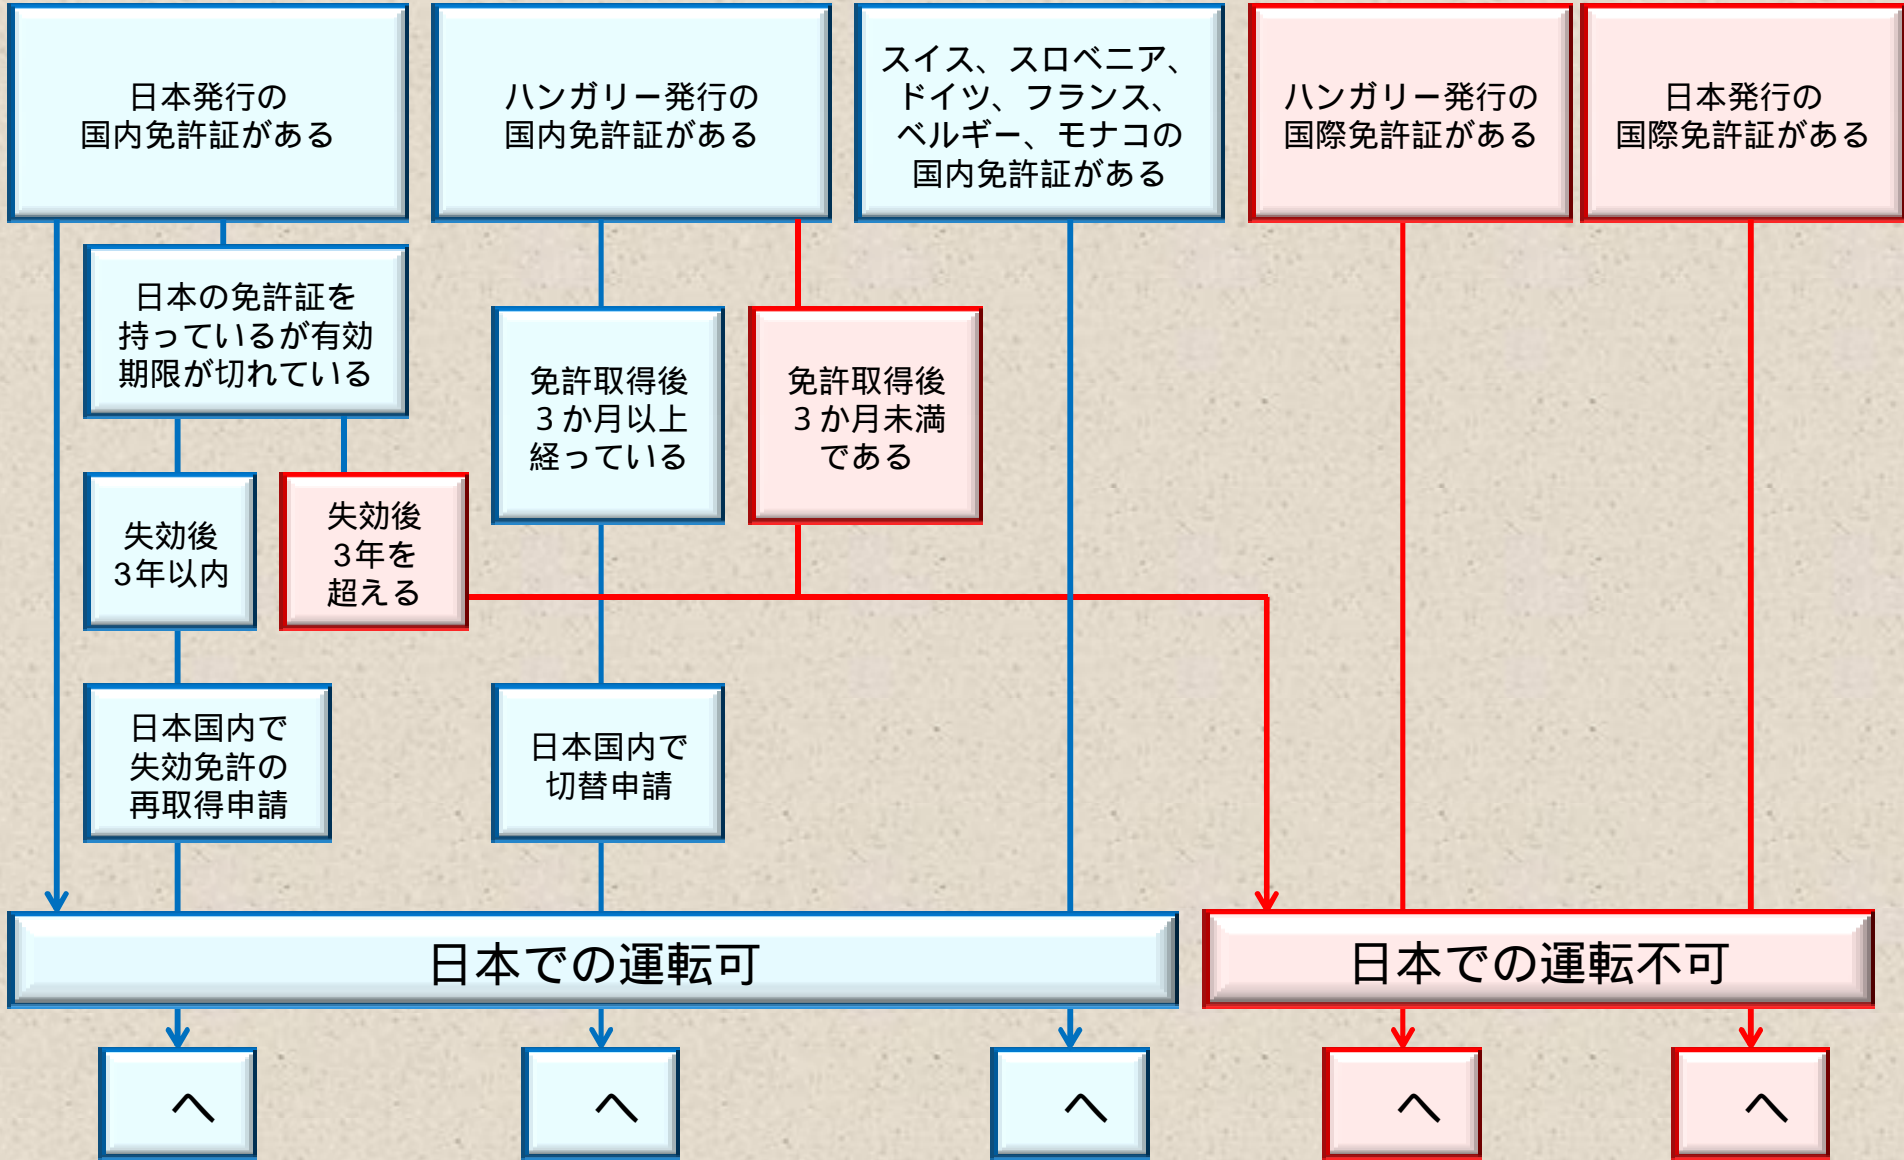 日本発行の
国内免許証がある
ハンガリー発行の
国内免許証がある
スイス、スロベニア、
ドイツ、フランス、
ベルギー、モナコの
国内免許証がある
ハンガリー発行の
国際免許証がある
日本発行の
国際免許証がある
日本の免許証を
持っているが有効
期限が切れている
免許取得後
３か月以上
経っている
免許取得後
３か月未満
である
失効後
3年以内
失効後
3年を
超える
日本国内で
失効免許の
再取得申請
日本国内で
切替申請
日本での運転可
日本での運転不可
へ
へ
へ
へ
へ